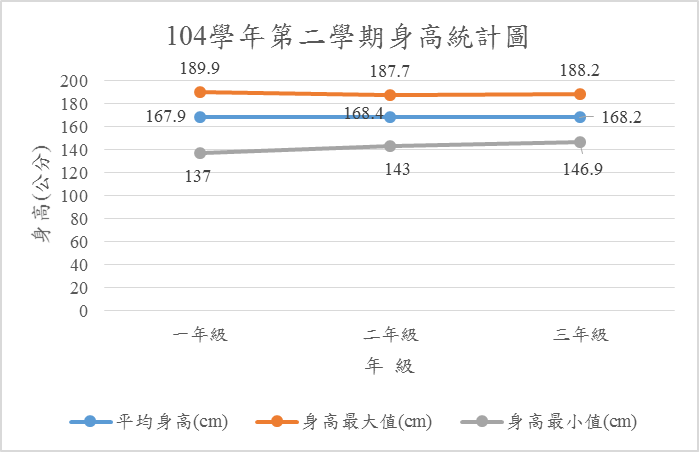 104學年第二學期身高統計圖
189.9 187.7 188.2
167.9 168.4 168.2
137 143 146.9
200
180
160
140
120
100
80
60
40
20
0
身高(公分)
一年級 二年級 三年級
年 級
平均身高(cm) 身高最大值(cm) 身高最小值(cm)